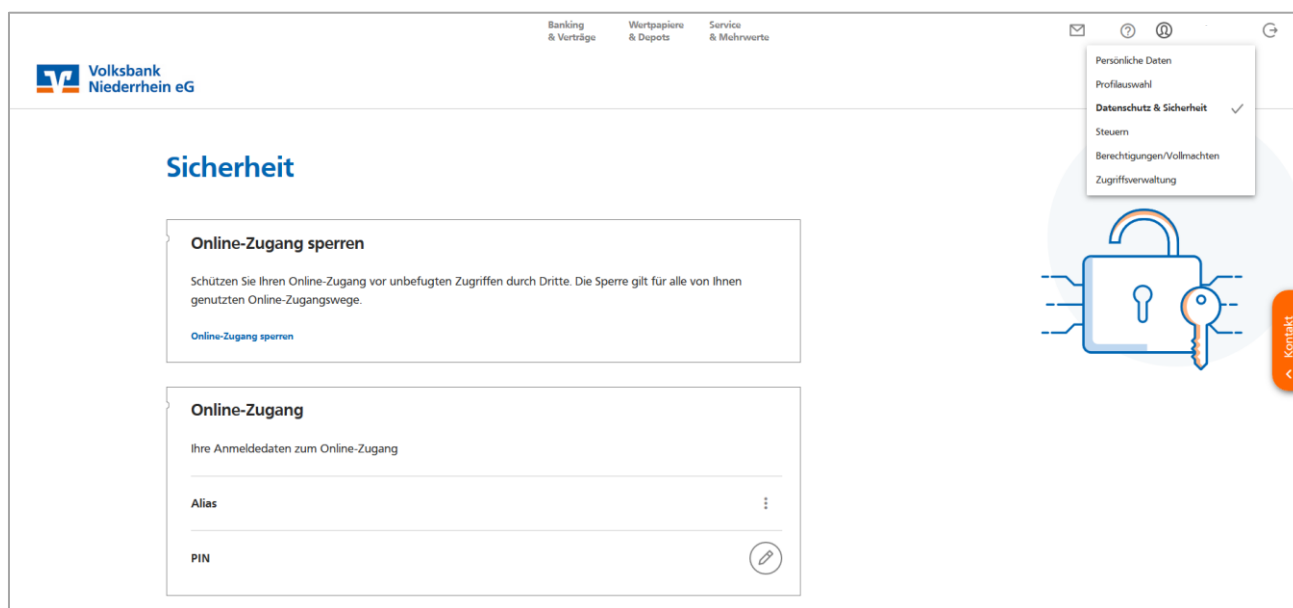 Banking
& Verträge
Wertpapiere
& Depots
Service
& Mehrwerte
Volksbank
Niederrhein eG
Persönliche Daten
Profilauswahl
Datenschutz & Sicherheit
Steuern
Berechtigungen/Vollmachten
Zugriffsverwaltung
Sicherheit
Online-Zugang sperren
Schützen Sie Ihren Online-Zugang vor unbefugten Zugriffen durch Dritte. Die Sperre gilt für alle von Ihnen
genutzten Online-Zugangswege.
Online-Zugang sperren
Kontakt
Online-Zugang
Ihre Anmeldedaten zum Online-Zugang
Alias
PIN